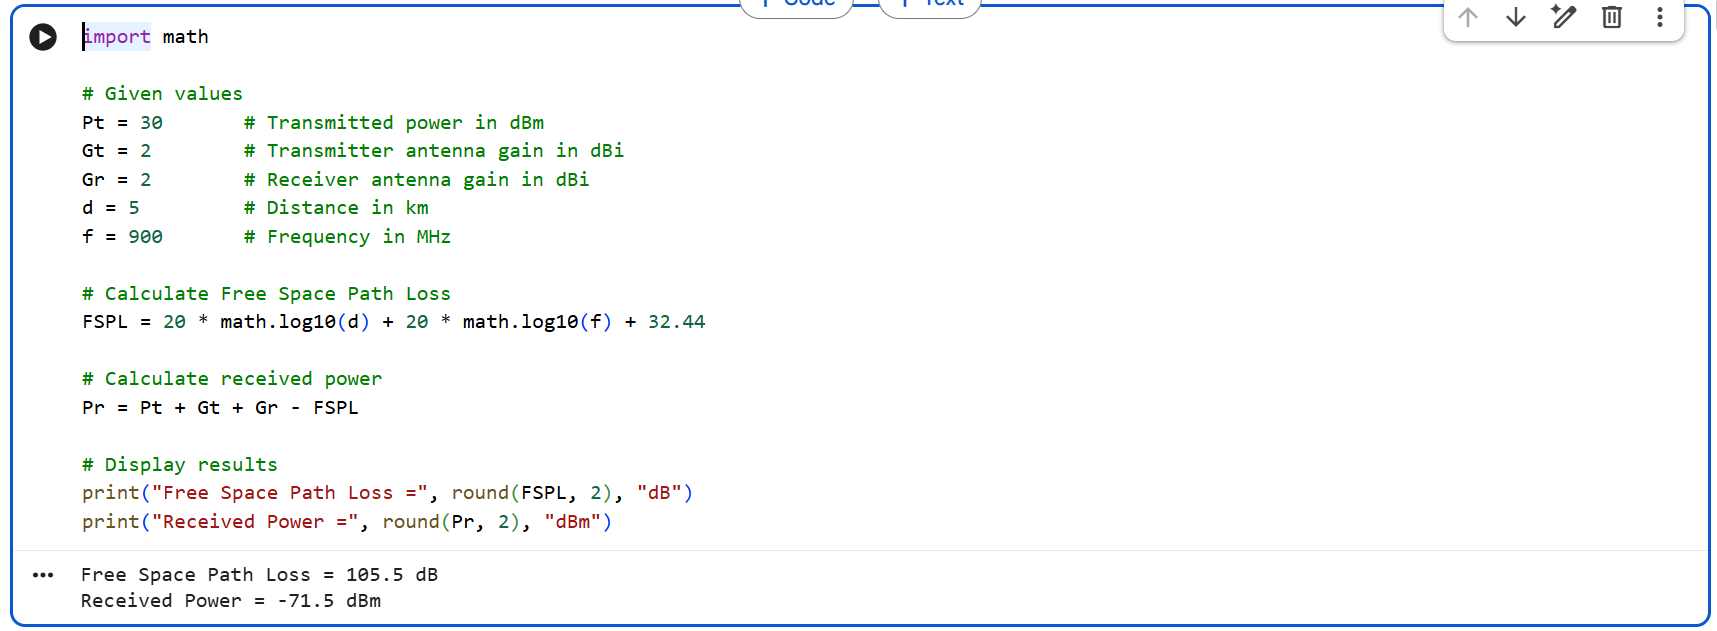 Code Text
import math
# Given values
Pt = 30 # Transmitted power in dBm
Gt = 2 # Transmitter antenna gain in dBi
Gr = 2 # Receiver antenna gain in dBi
d = 5 # Distance in km
f = 900 # Frequency in MHz
# Calculate Free Space Path Loss
FSPL = 20 * math.log10(d) + 20 * math.log10(f) + 32.44
# Calculate received power
Pr = Pt + Gt + Gr - FSPL
# Display results
print("Free Space Path Loss =", round(FSPL, 2), "dB")
print("Received Power =", round(Pr, 2), "dBm")
Free Space Path Loss = 105.5 dB
Received Power = -71.5 dBm